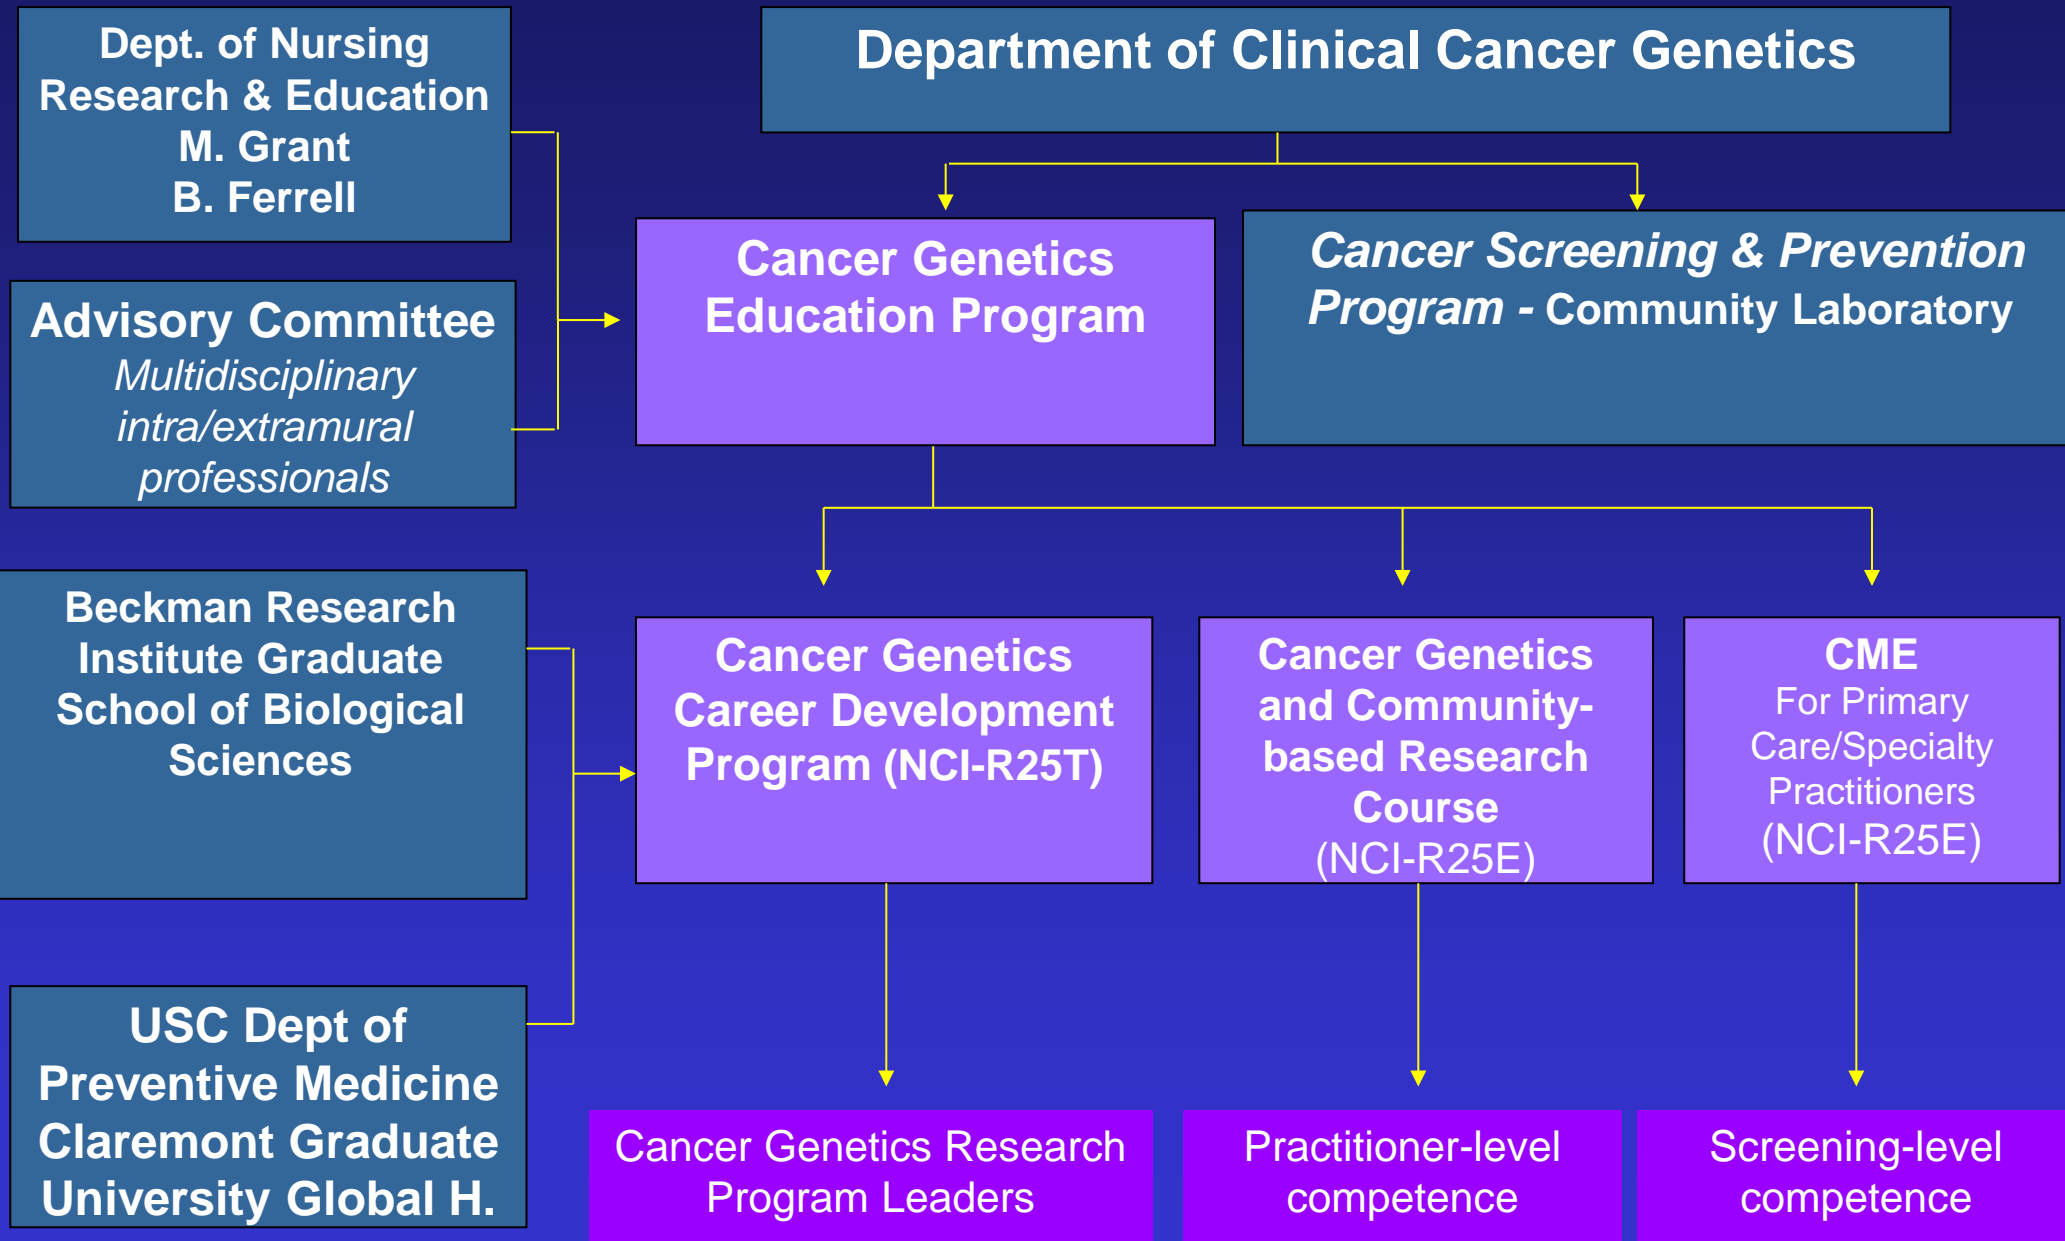 Dept. of Nursing
Research & Education
M. Grant
B. Ferrell
Department of Clinical Cancer Genetics
Advisory Committee
Multidisciplinary
intra/extramural
professionals
Cancer Genetics
Education Program
Cancer Screening & Prevention
Program - Community Laboratory
Beckman Research
Institute Graduate
School of Biological
Sciences
Cancer Genetics
Career Development
Program (NCI-R25T)
Cancer Genetics
and Community-
based Research
Course
(NCI-R25E)
CME
For Primary
Care/Specialty
Practitioners
(NCI-R25E)
USC Dept of
Preventive Medicine
Claremont Graduate
University Global H.
Cancer Genetics Research
Program Leaders
Practitioner-level
competence
Screening-level
competence